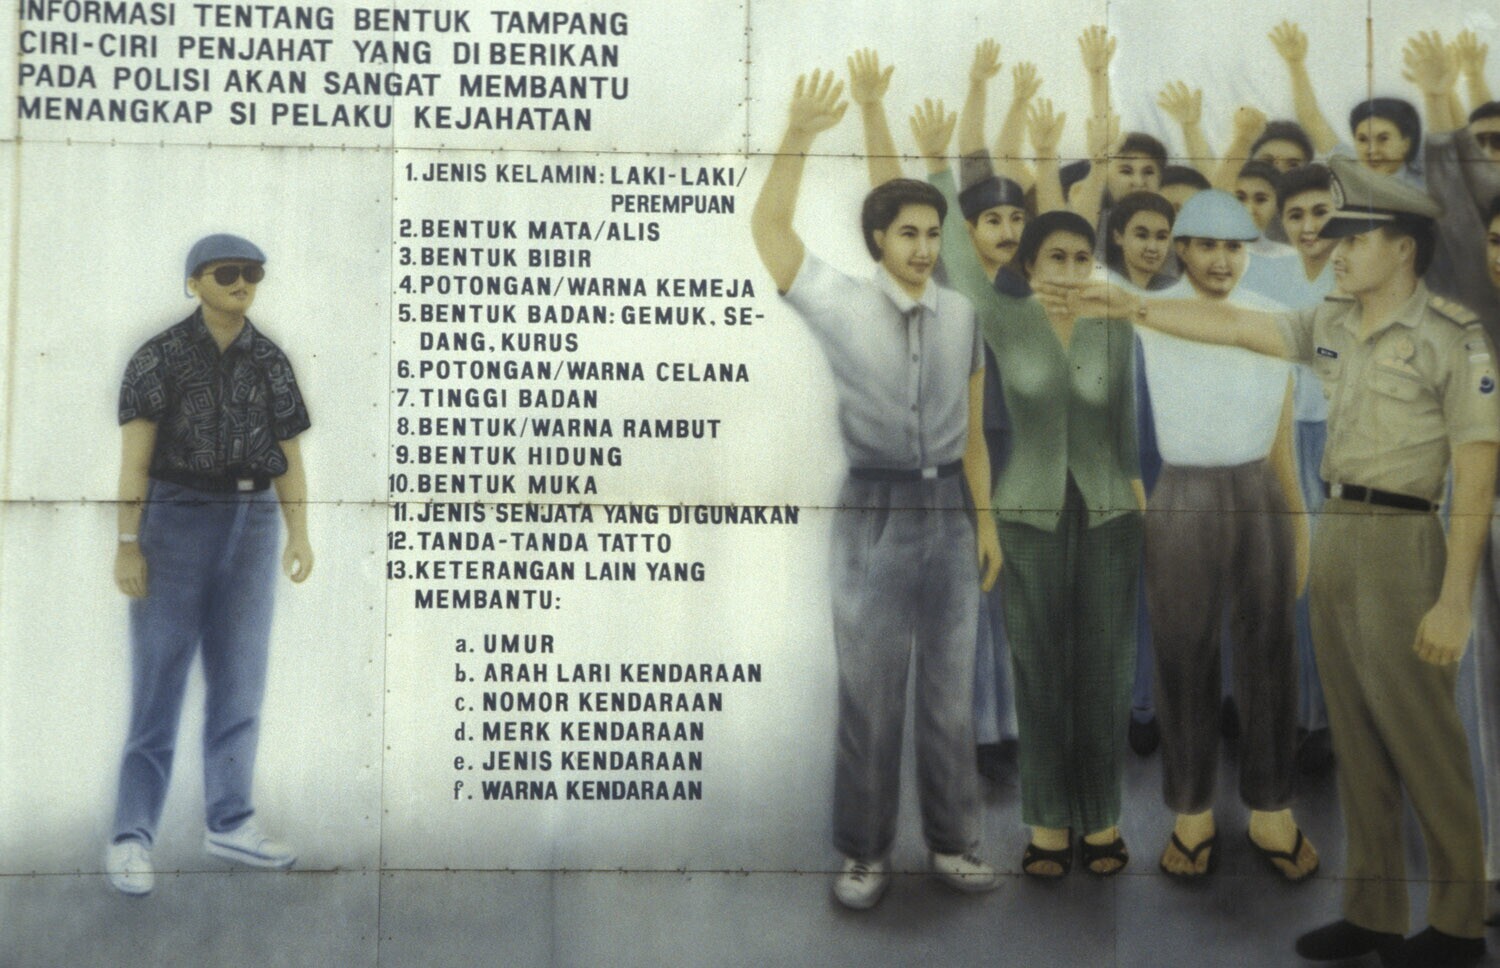 INFORMASI TENTANG BENTUK TAMPANG
CIRI-CIRI PENJAHAT YANG DIBERIKAN
PADA POLISI AKAN SANGAT MEMBANTU
MENANGKAP SI PELAKU KEJAHATAN
1. JENIS KELAMIN: LAKI-LAKI/
PEREMPUAN
2. BENTUK MATA/ALIS
3. BENTUK BIBIR
4. POTONGAN/WARNA KEMEJA
5. BENTUK BADAN: GEMUK, SE-
DANG, KURUS
6. POTONGAN/WARNA CELANA
7. TINGGI BADAN
8. BENTUK/WARNA RAMBUT
9. BENTUK HIDUNG
10. BENTUK MUKA
11. JENIS SENJATA YANG DIGUNAKAN
12. TANDA-TANDA TATTO
13. KETERANGAN LAIN YANG
MEMBANTU:
a. UMUR
b. ARAH LARI KENDARAAN
c. NOMOR KENDARAAN
d. MERK KENDARAAN
e. JENIS KENDARAAN
f. WARNA KENDARAAN